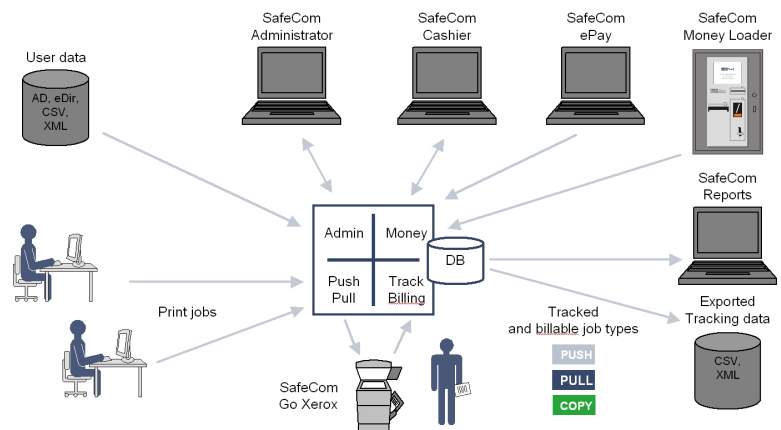 SafeCom
Administrator
SafeCom
Cashier
SafeCom
ePay
SafeCom
Money Loader
User data
AD, eDir,
CSV,
XML
SafeCom
Reports
Admin
Money
DB
Push
Pull
Track
Billing
Print jobs
Tracked
and billable job types
PUSH
PULL
COPY
Exported
Tracking data
CSV,
XML
SafeCom
Go Xerox